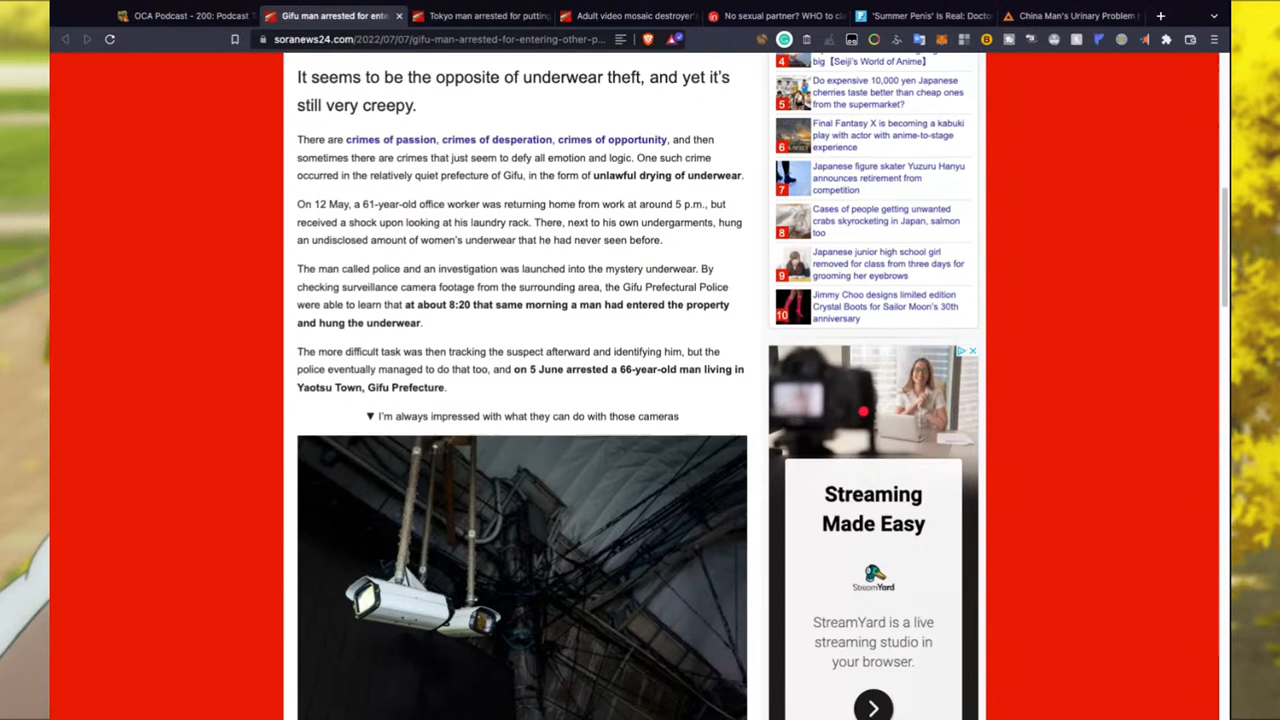 OCA Podcast - 200: Podcast
Gifu man arrested for ente
Tokyo man arrested for putting
Adult video mosaic destroyer's
No sexual partner? WHO to cl
'Summer Penis' Is Real: Doctor
China Man's Urinary Problem
soranews24.com/2022/07/07/gifu-man-arrested-for-entering-other-p...
It seems to be the opposite of underwear theft, and yet it's
still very creepy.
There are crimes of passion, crimes of desperation, crimes of opportunity, and then
sometimes there are crimes that just seem to defy all emotion and logic. One such crime
occurred in the relatively quiet prefecture of Gifu, in the form of unlawful drying of underwear.
On 12 May, a 61-year-old office worker was returning home from work at around 5 p.m., but
received a shock upon looking at his laundry rack. There, next to his own undergarments, hung
an undisclosed amount of women's underwear that he had never seen before.
The man called police and an investigation was launched into the mystery underwear. By
checking surveillance camera footage from the surrounding area, the Gifu Prefectural Police
were able to learn that at about 8:20 that same morning a man had entered the property
and hung the underwear.
The more difficult task was then tracking the suspect afterward and identifying him, but the
police eventually managed to do that too, and on 5 June arrested a 66-year-old man living in
Yaotsu Town, Gifu Prefecture.
▼ I'm always impressed with what they can do with those cameras
4
big【Seiji's World of Anime】
Do expensive 10,000 yen Japanese
cherries taste better than cheap ones
5
from the supermarket?
Final Fantasy X is becoming a kabuki
play with actor with anime-to-stage
6
experience
Japanese figure skater Yuzuru Hanyu
announces retirement from
7
competition
Cases of people getting unwanted
crabs skyrocketing in Japan, salmon
8
too
Japanese junior high school girl
removed for class from three days for
9
grooming her eyebrows
Jimmy Choo designs limited edition
Crystal Boots for Sailor Moon's 30th
10
anniversary
Streaming
Made Easy
StreamYard
StreamYard is a live
streaming studio in
your browser.